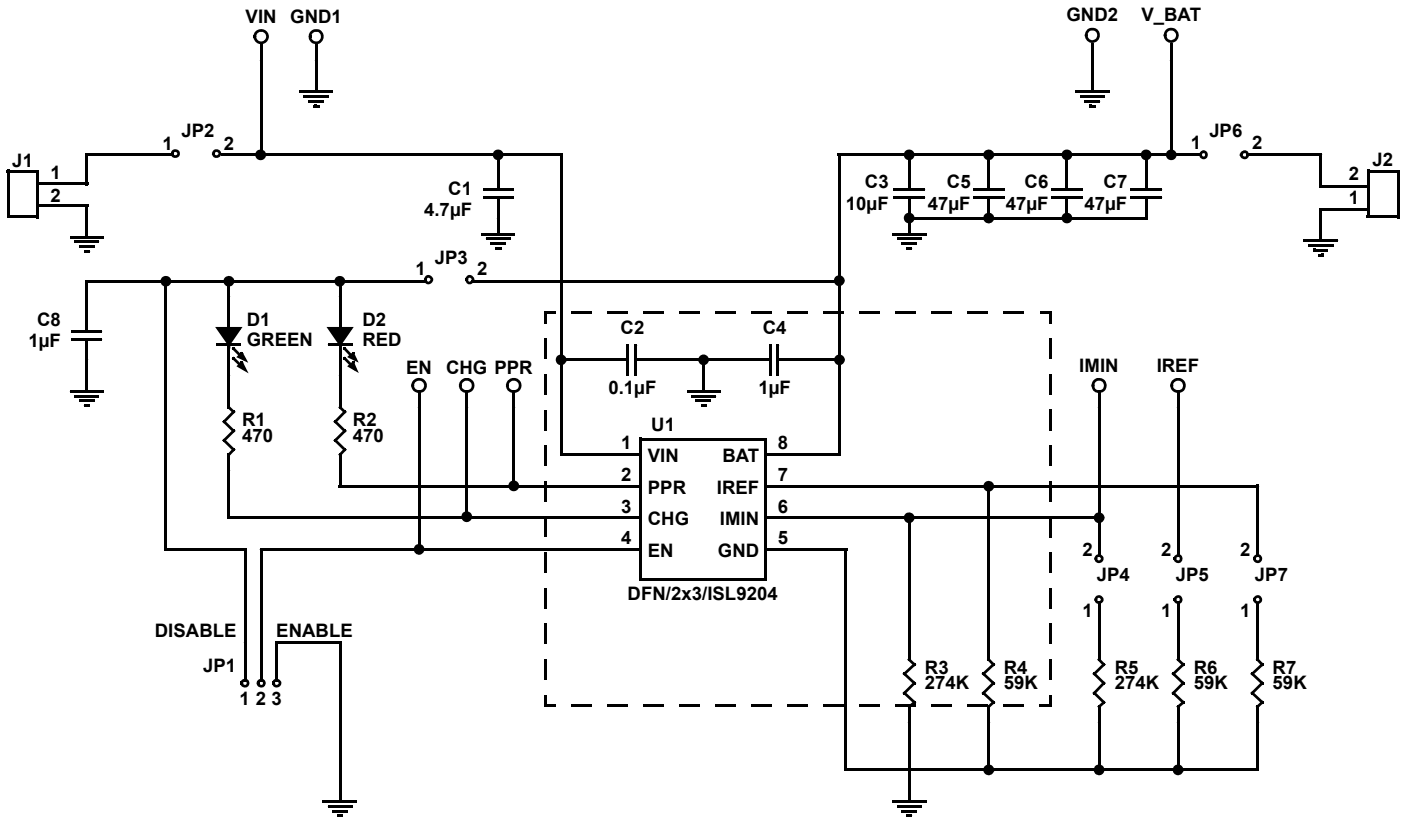 VIN GND1 GND2 V_BAT
JP2 JP6
1 2 1 2
J1 J2
1 2
2 1
C1
4.7µF
C3
10µF
C5
47µF
C6
47µF
C7
47µF
JP3
1 2
C8
1µF
D1
GREEN
D2
RED
C2
0.1µF
C4
1µF
EN CHG PPR
IMIN IREF
R1
470
R2
470
U1
1 VIN BAT 8
2 PPR IREF 7
3 CHG IMIN 6
4 EN GND 5
DFN/2x3/ISL9204
2 2 2
JP4 JP5 JP7
1 1 1
DISABLE ENABLE
JP1
1 2 3
R3
274K
R4
59K
R5
274K
R6
59K
R7
59K